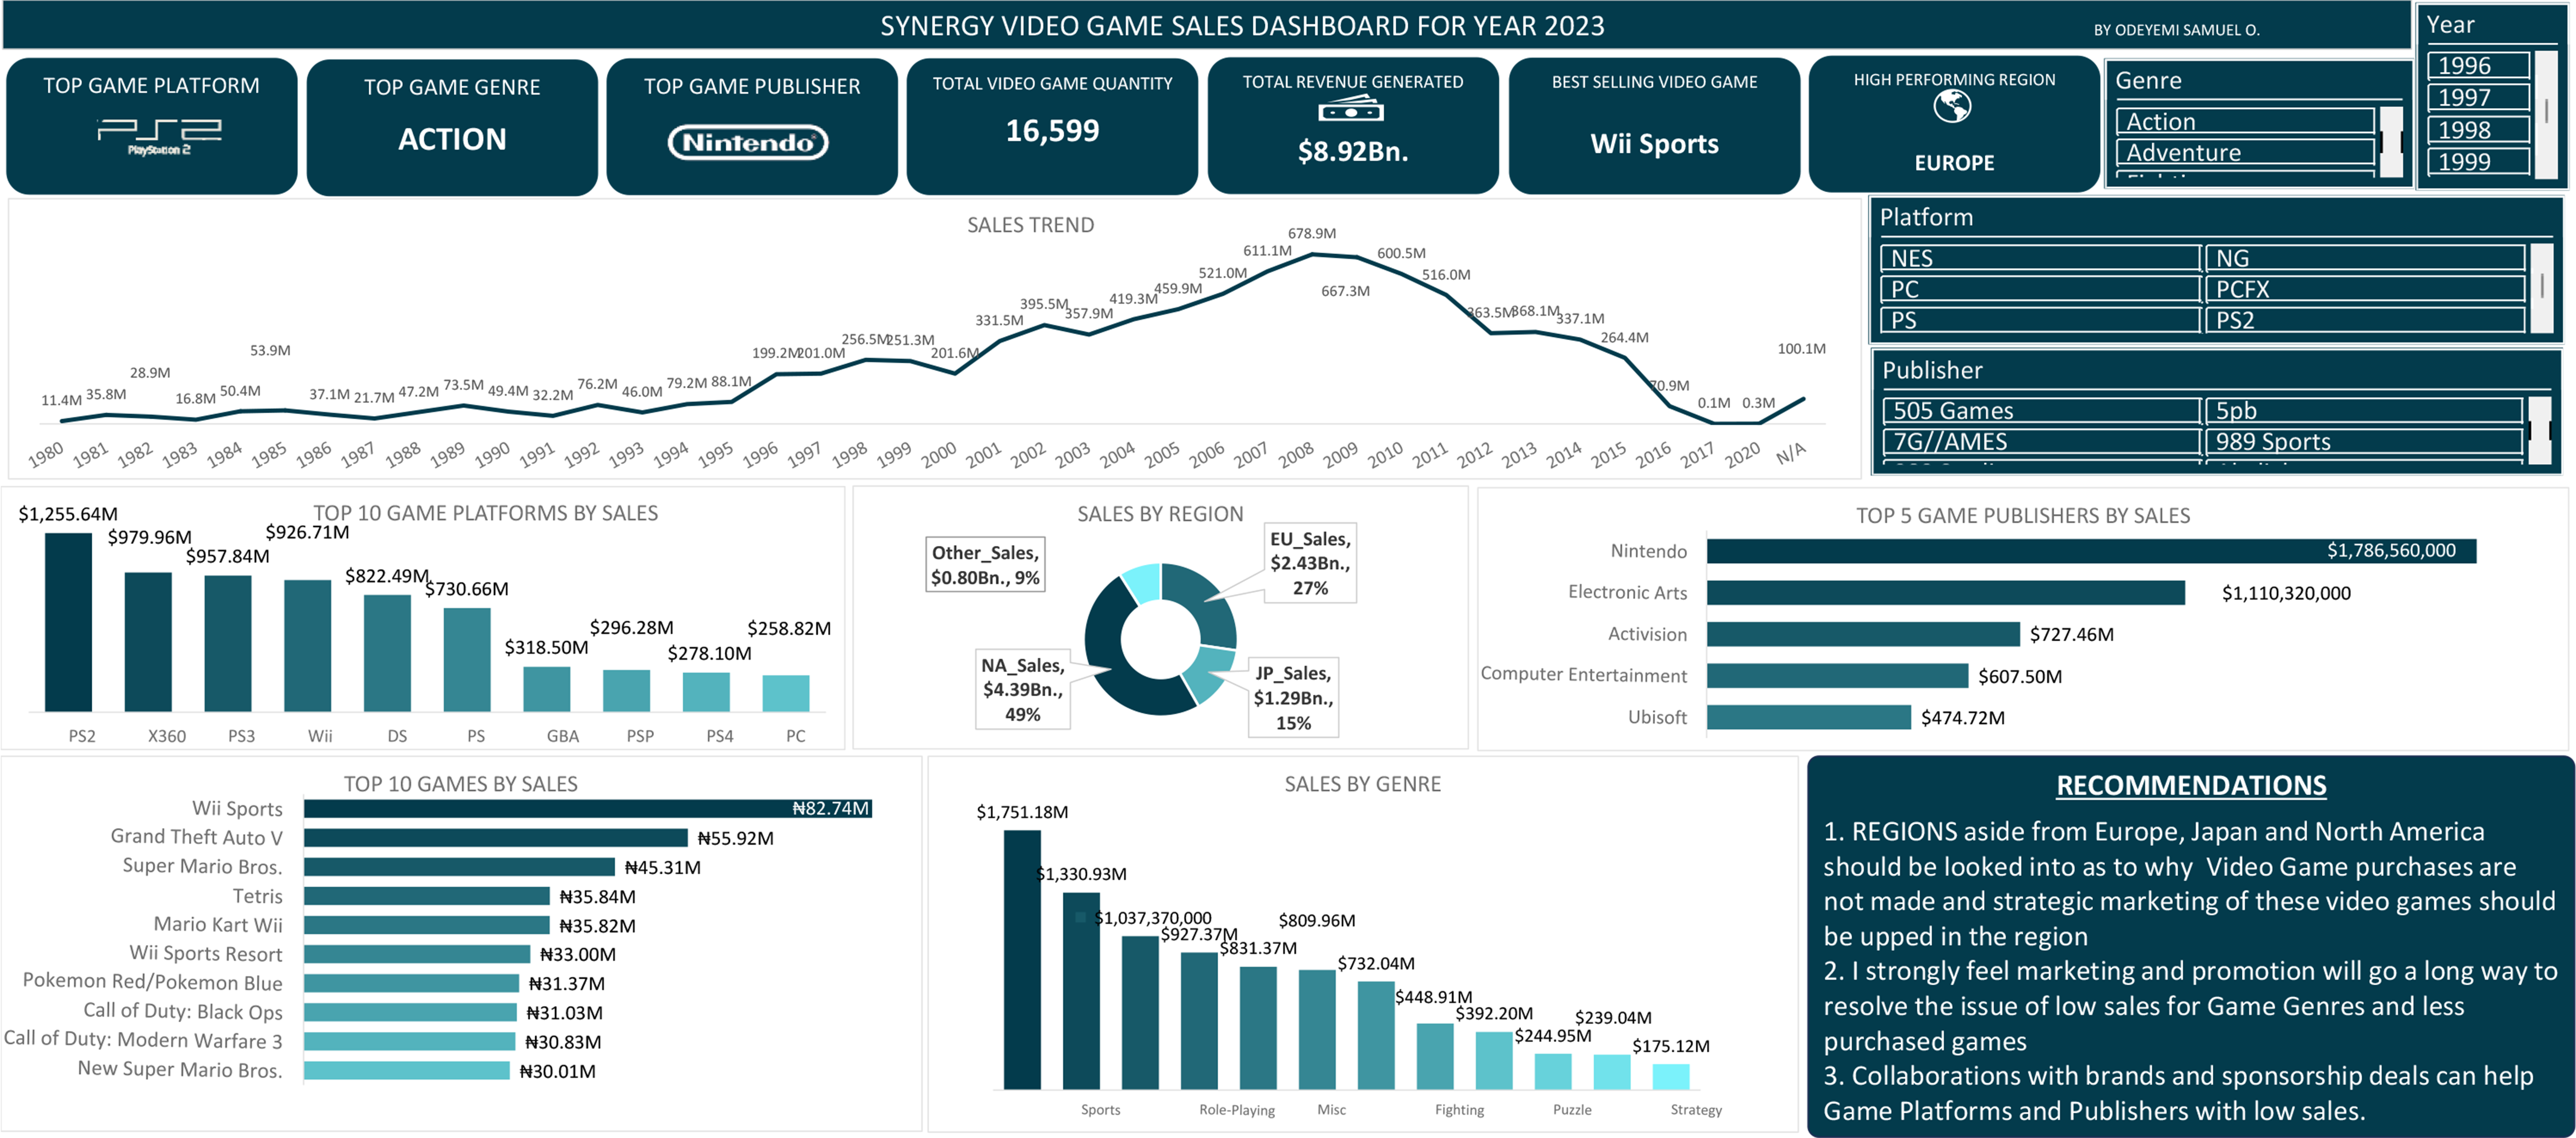 SYNERGY VIDEO GAME SALES DASHBOARD FOR YEAR 2023
BY ODEYEMI SAMUEL O.
Year
1996
1997
1998
1999
TOP GAME PLATFORM
PS2
PlayStation 2
TOP GAME GENRE
ACTION
TOP GAME PUBLISHER
Nintendo
TOTAL VIDEO GAME QUANTITY
16,599
TOTAL REVENUE GENERATED
$8.92Bn.
BEST SELLING VIDEO GAME
Wii Sports
HIGH PERFORMING REGION
EUROPE
Genre
Action
Adventure
SALES TREND
11.4M
35.8M
28.9M
16.8M
50.4M
53.9M
37.1M
21.7M
47.2M
73.5M
49.4M
32.2M
76.2M
46.0M
79.2M
88.1M
199.2M
201.0M
256.5M
251.3M
201.6M
331.5M
395.5M
357.9M
419.3M
459.9M
521.0M
611.1M
678.9M
667.3M
600.5M
516.0M
363.5M
368.1M
337.1M
264.4M
70.9M
0.1M
0.3M
100.1M
1980
1981
1982
1983
1984
1985
1986
1987
1988
1989
1990
1991
1992
1993
1994
1995
1996
1997
1998
1999
2000
2001
2002
2003
2004
2005
2006
2007
2008
2009
2010
2011
2012
2013
2014
2015
2016
2017
2020
N/A
Platform
NES
NG
PC
PCFX
PS
PS2
Publisher
505 Games
5pb
7G//AMES
989 Sports
TOP 10 GAME PLATFORMS BY SALES
$1,255.64M
$979.96M
$957.84M
$926.71M
$822.49M
$730.66M
$318.50M
$296.28M
$278.10M
$258.82M
PS2
X360
PS3
Wii
DS
PS
GBA
PSP
PS4
PC
SALES BY REGION
Other_Sales,
$0.80Bn., 9%
EU_Sales,
$2.43Bn.,
27%
NA_Sales,
$4.39Bn.,
49%
JP_Sales,
$1.29Bn.,
15%
TOP 5 GAME PUBLISHERS BY SALES
Nintendo
$1,786,560,000
Electronic Arts
$1,110,320,000
Activision
$727.46M
Computer Entertainment
$607.50M
Ubisoft
$474.72M
TOP 10 GAMES BY SALES
Wii Sports
₦82.74M
Grand Theft Auto V
₦55.92M
Super Mario Bros.
₦45.31M
Tetris
₦35.84M
Mario Kart Wii
₦35.82M
Wii Sports Resort
₦33.00M
Pokemon Red/Pokemon Blue
₦31.37M
Call of Duty: Black Ops
₦31.03M
Call of Duty: Modern Warfare 3
₦30.83M
New Super Mario Bros.
₦30.01M
SALES BY GENRE
$1,751.18M
$1,330.93M
$1,037,370,000
$927.37M
$831.37M
$809.96M
$732.04M
$448.91M
$392.20M
$244.95M
$239.04M
$175.12M
Sports
Role-Playing
Misc
Fighting
Puzzle
Strategy
RECOMMENDATIONS
1. REGIONS aside from Europe, Japan and North America
should be looked into as to why Video Game purchases are
not made and strategic marketing of these video games should
be upped in the region
2. I strongly feel marketing and promotion will go a long way to
resolve the issue of low sales for Game Genres and less
purchased games
3. Collaborations with brands and sponsorship deals can help
Game Platforms and Publishers with low sales.